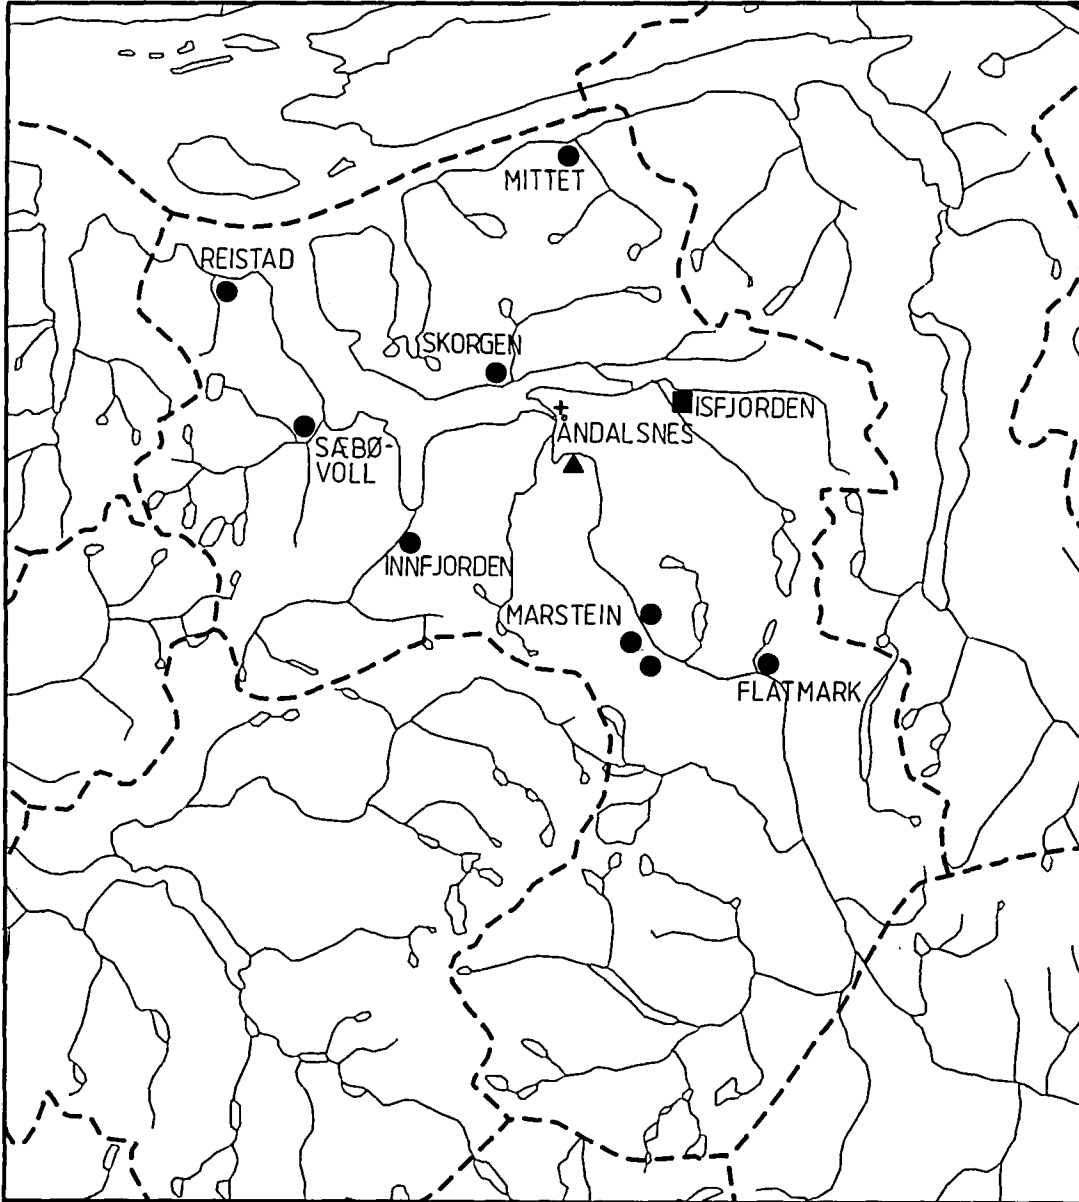 MITTET
REISTAD
SKORGEN
ISFJORDEN
ÅNDALSNES
SÆBØ-
VOLL
INNFJORDEN
MARSTEIN
FLATMARK